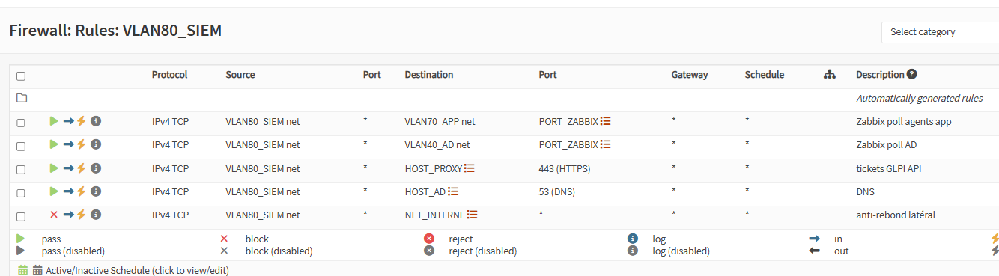 Firewall: Rules: VLAN80_SIEM
Select category
Protocol Source Port Destination Port Gateway Schedule Description
Automatically generated rules
IPv4 TCP VLAN80_SIEM net * VLAN70_APP net PORT_ZABBIX * * Zabbix poll agents app
IPv4 TCP VLAN80_SIEM net * VLAN40_AD net PORT_ZABBIX * * Zabbix poll AD
IPv4 TCP VLAN80_SIEM net * HOST_PROXY 443 (HTTPS) * * tickets GLPI API
IPv4 TCP VLAN80_SIEM net * HOST_AD 53 (DNS) * * DNS
IPv4 TCP VLAN80_SIEM net * NET_INTERNE * * * anti-rebond latéral
pass block reject log in
pass (disabled) block (disabled) reject (disabled) log (disabled) out
Active/Inactive Schedule (click to view/edit)